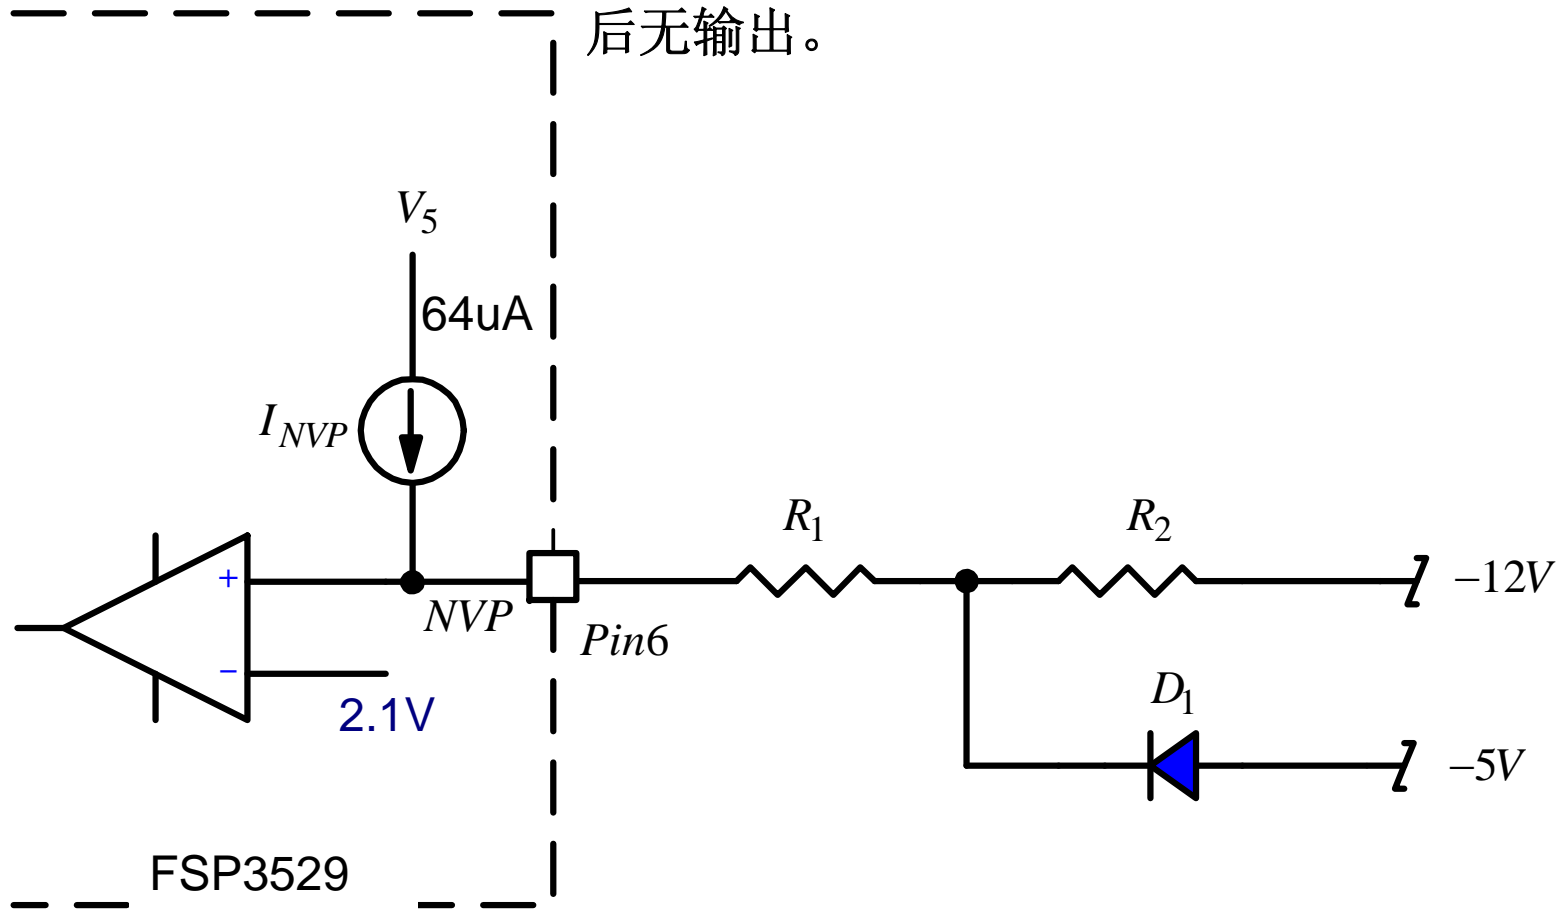 后无输出。
V5
64uA
INVP
R1
R2
+
NVP
Pin6
−12V
−
2.1V
D1
−5V
FSP3529